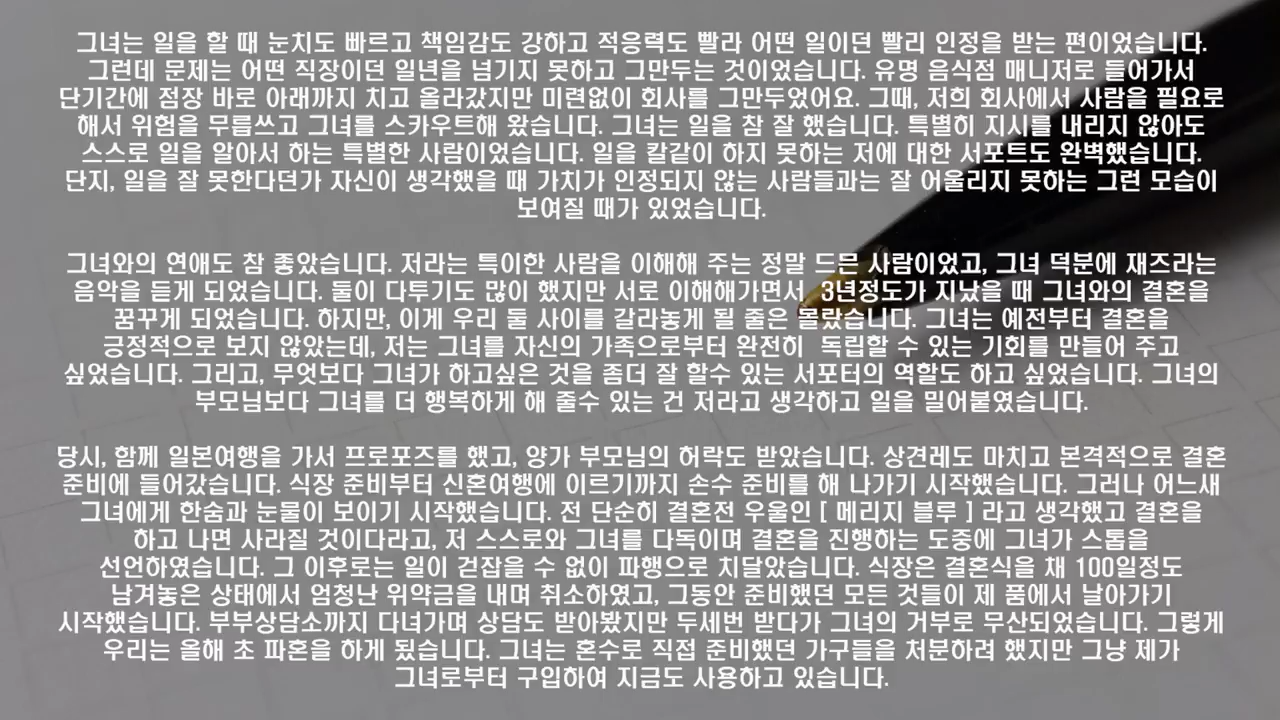 그녀는 일을 할 때 눈치도 빠르고 책임감도 강하고 적응력도 빨라 어떤 일이던 빨리 인정을 받는 편이었습니다.
그런데 문제는 어떤 직장이던 일년을 넘기지 못하고 그만두는 것이었습니다. 유명 음식점 매니저로 들어가서
단기간에 점장 바로 아래까지 치고 올라갔지만 미련없이 회사를 그만두었어요. 그때, 저희 회사에서 사람을 필요로
해서 위험을 무릅쓰고 그녀를 스카우트해 왔습니다. 그녀는 일을 참 잘 했습니다. 특별히 지시를 내리지 않아도
스스로 일을 알아서 하는 특별한 사람이었습니다. 일을 칼같이 하지 못하는 저에 대한 서포트도 완벽했습니다.
단지, 일을 잘 못한다던가 자신이 생각했을 때 가치가 인정되지 않는 사람들과는 잘 어울리지 못하는 그런 모습이
보여질 때가 있었습니다.
그녀와의 연애도 참 좋았습니다. 저라는 특이한 사람을 이해해 주는 정말 드믄 사람이었고, 그녀 덕분에 재즈라는
음악을 듣게 되었습니다. 둘이 다투기도 많이 했지만 서로 이해해가면서 3년정도가 지났을 때 그녀와의 결혼을
꿈꾸게 되었습니다. 하지만, 이게 우리 둘 사이를 갈라놓게 될 줄은 몰랐습니다. 그녀는 예전부터 결혼을
긍정적으로 보지 않았는데, 저는 그녀를 자신의 가족으로부터 완전히 독립할 수 있는 기회를 만들어 주고
싶었습니다. 그리고, 무엇보다 그녀가 하고싶은 것을 좀더 잘 할수 있는 서포터의 역할도 하고 싶었습니다. 그녀의
부모님보다 그녀를 더 행복하게 해 줄수 있는 건 저라고 생각하고 일을 밀어붙였습니다.
당시, 함께 일본여행을 가서 프로포즈를 했고, 양가 부모님의 허락도 받았습니다. 상견레도 마치고 본격적으로 결혼
준비에 들어갔습니다. 식장 준비부터 신혼여행에 이르기까지 손수 준비를 해 나가기 시작했습니다. 그러나 어느새
그녀에게 한숨과 눈물이 보이기 시작했습니다. 전 단순히 결혼전 우울인 [ 메리지 블루 ] 라고 생각했고 결혼을
하고 나면 사라질 것이다라고, 저 스스로와 그녀를 다독이며 결혼을 진행하는 도중에 그녀가 스톱을
선언하였습니다. 그 이후로는 일이 걷잡을 수 없이 파행으로 치달았습니다. 식장은 결혼식을 채 100일정도
남겨놓은 상태에서 엄청난 위약금을 내며 취소하였고, 그동안 준비했던 모든 것들이 제 품에서 날아가기
시작했습니다. 부부상담소까지 다녀가며 상담도 받아봤지만 두세번 받다가 그녀의 거부로 무산되었습니다. 그렇게
우리는 올해 초 파혼을 하게 됬습니다. 그녀는 혼수로 직접 준비했던 가구들을 처분하려 했지만 그냥 제가
그녀로부터 구입하여 지금도 사용하고 있습니다.